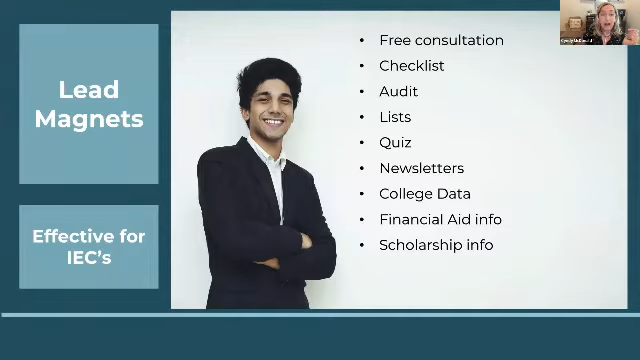 Lead
Magnets
Effective for
IEC's
• Free consultation
• Checklist
• Audit
• Lists
• Quiz
• Newsletters
• College Data
• Financial Aid info
• Scholarship info